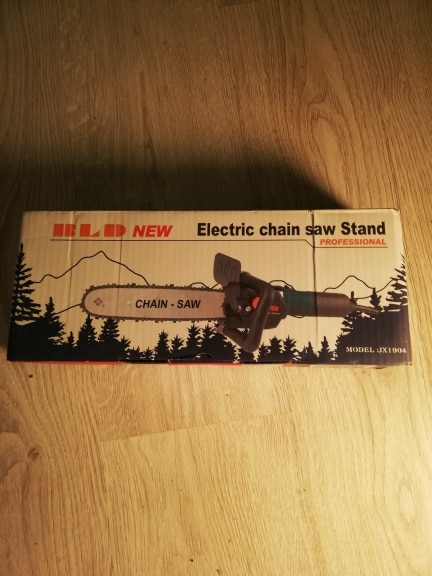 BLD NEW
Electric chain saw Stand
PROFESSIONAL
CHAIN - SAW
MODEL :JX1904